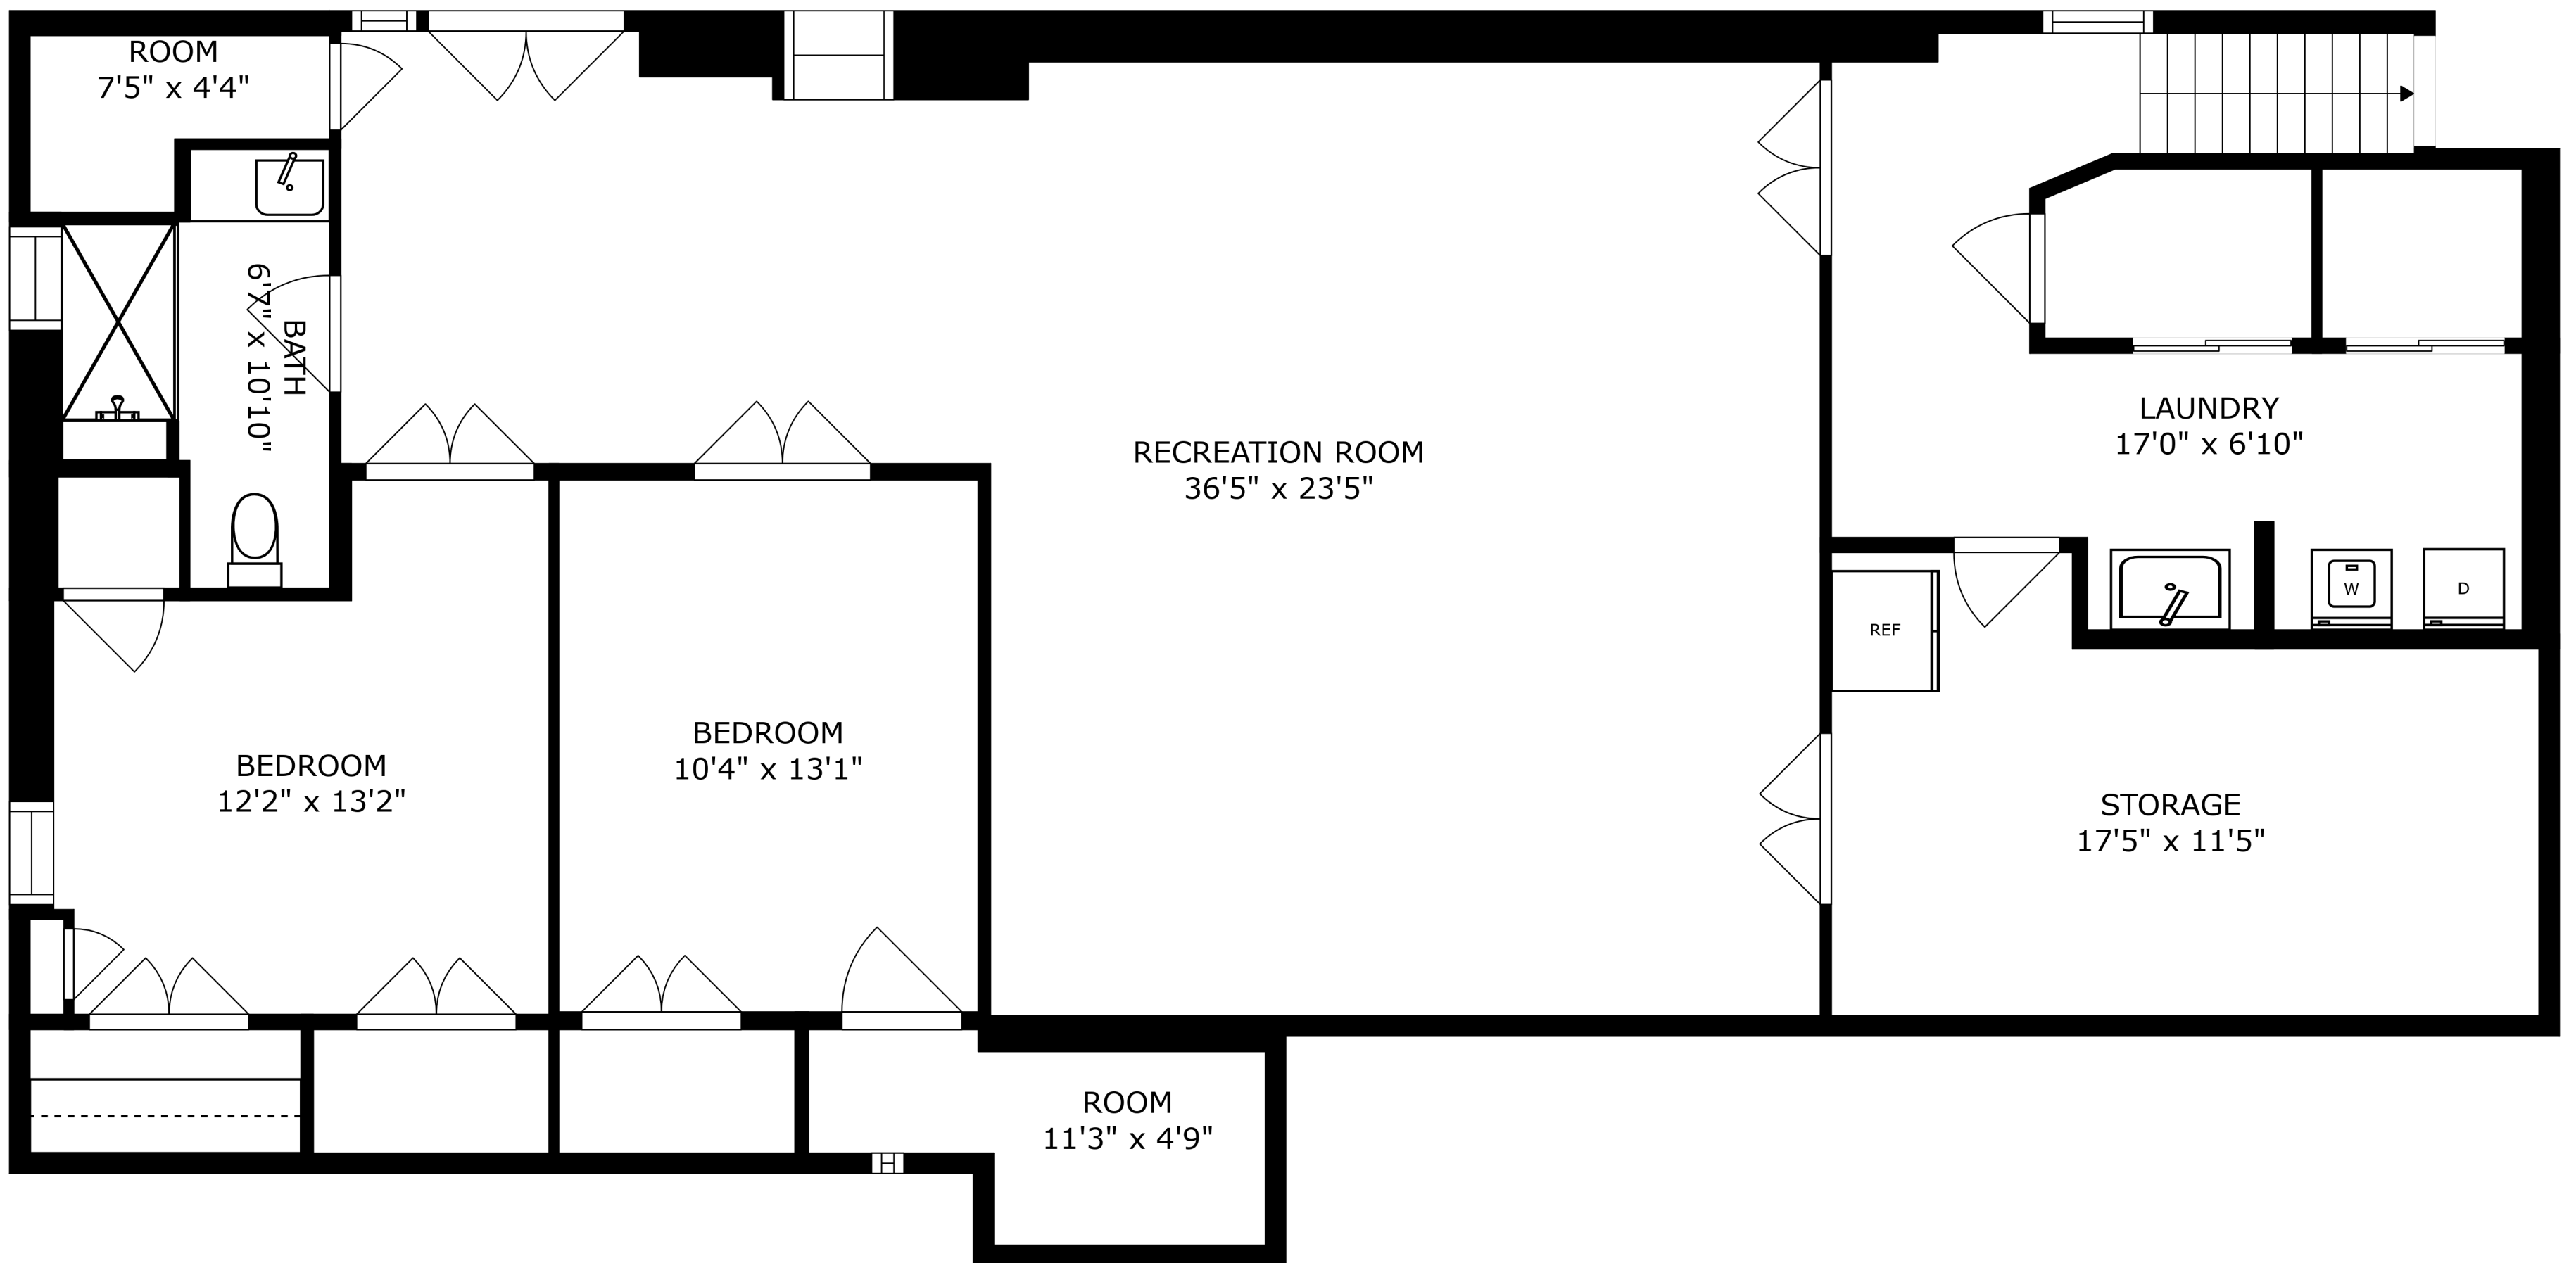 ROOM
7'5" x 4'4"
BATH
6'7" x 10'10"
RECREATION ROOM
36'5" x 23'5"
LAUNDRY
17'0" x 6'10"
W
D
REF
BEDROOM
12'2" x 13'2"
BEDROOM
10'4" x 13'1"
STORAGE
17'5" x 11'5"
ROOM
11'3" x 4'9"